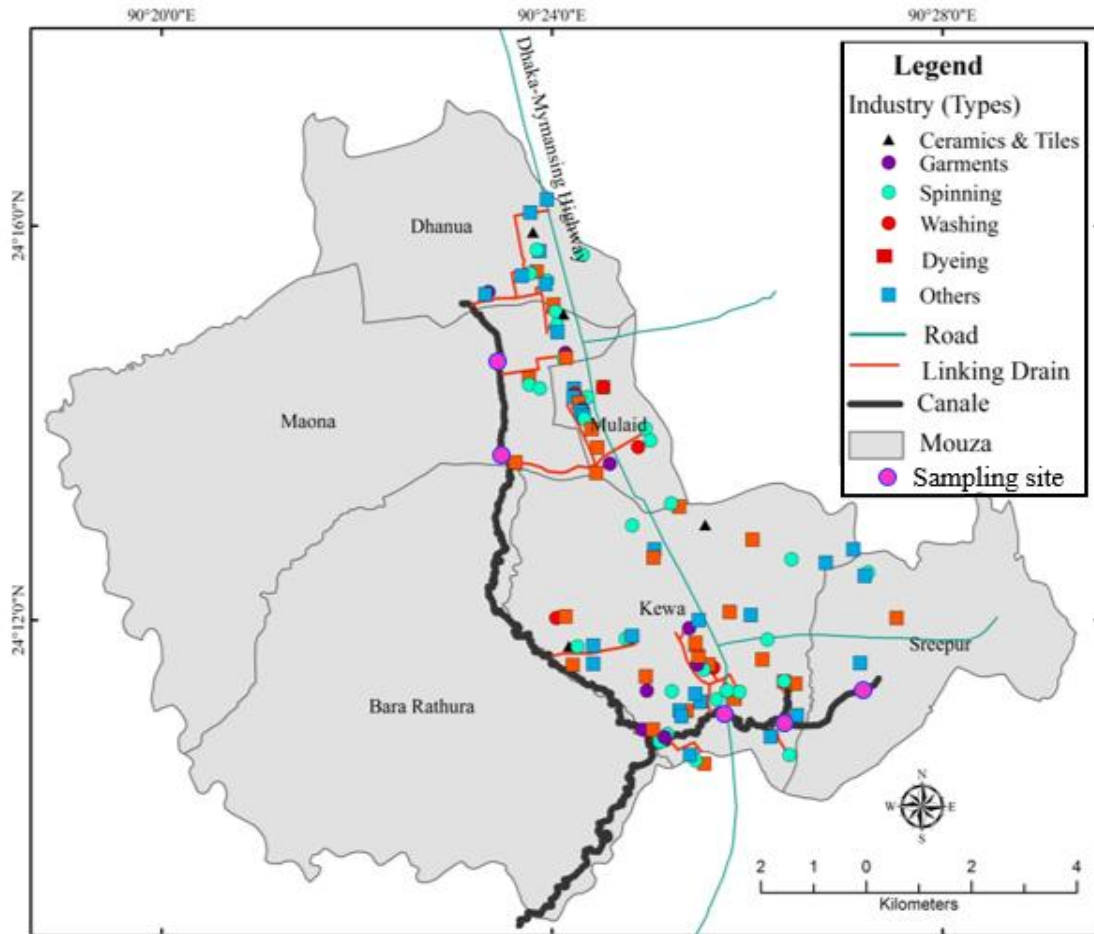 90°20'0"E
90°24'0"E
90°28'0"E
24°16'0"N
24°12'0"N
Dhaka-Mymansing Highway
Dhanua
Maona
Mulaid
Kewa
Sreepur
Bara Rathura
Legend
Industry (Types)
Ceramics & Tiles
Garments
Spinning
Washing
Dyeing
Others
Road
Linking Drain
Canale
Mouza
Sampling site
N
W E
S
2 1 0 2 4
Kilometers